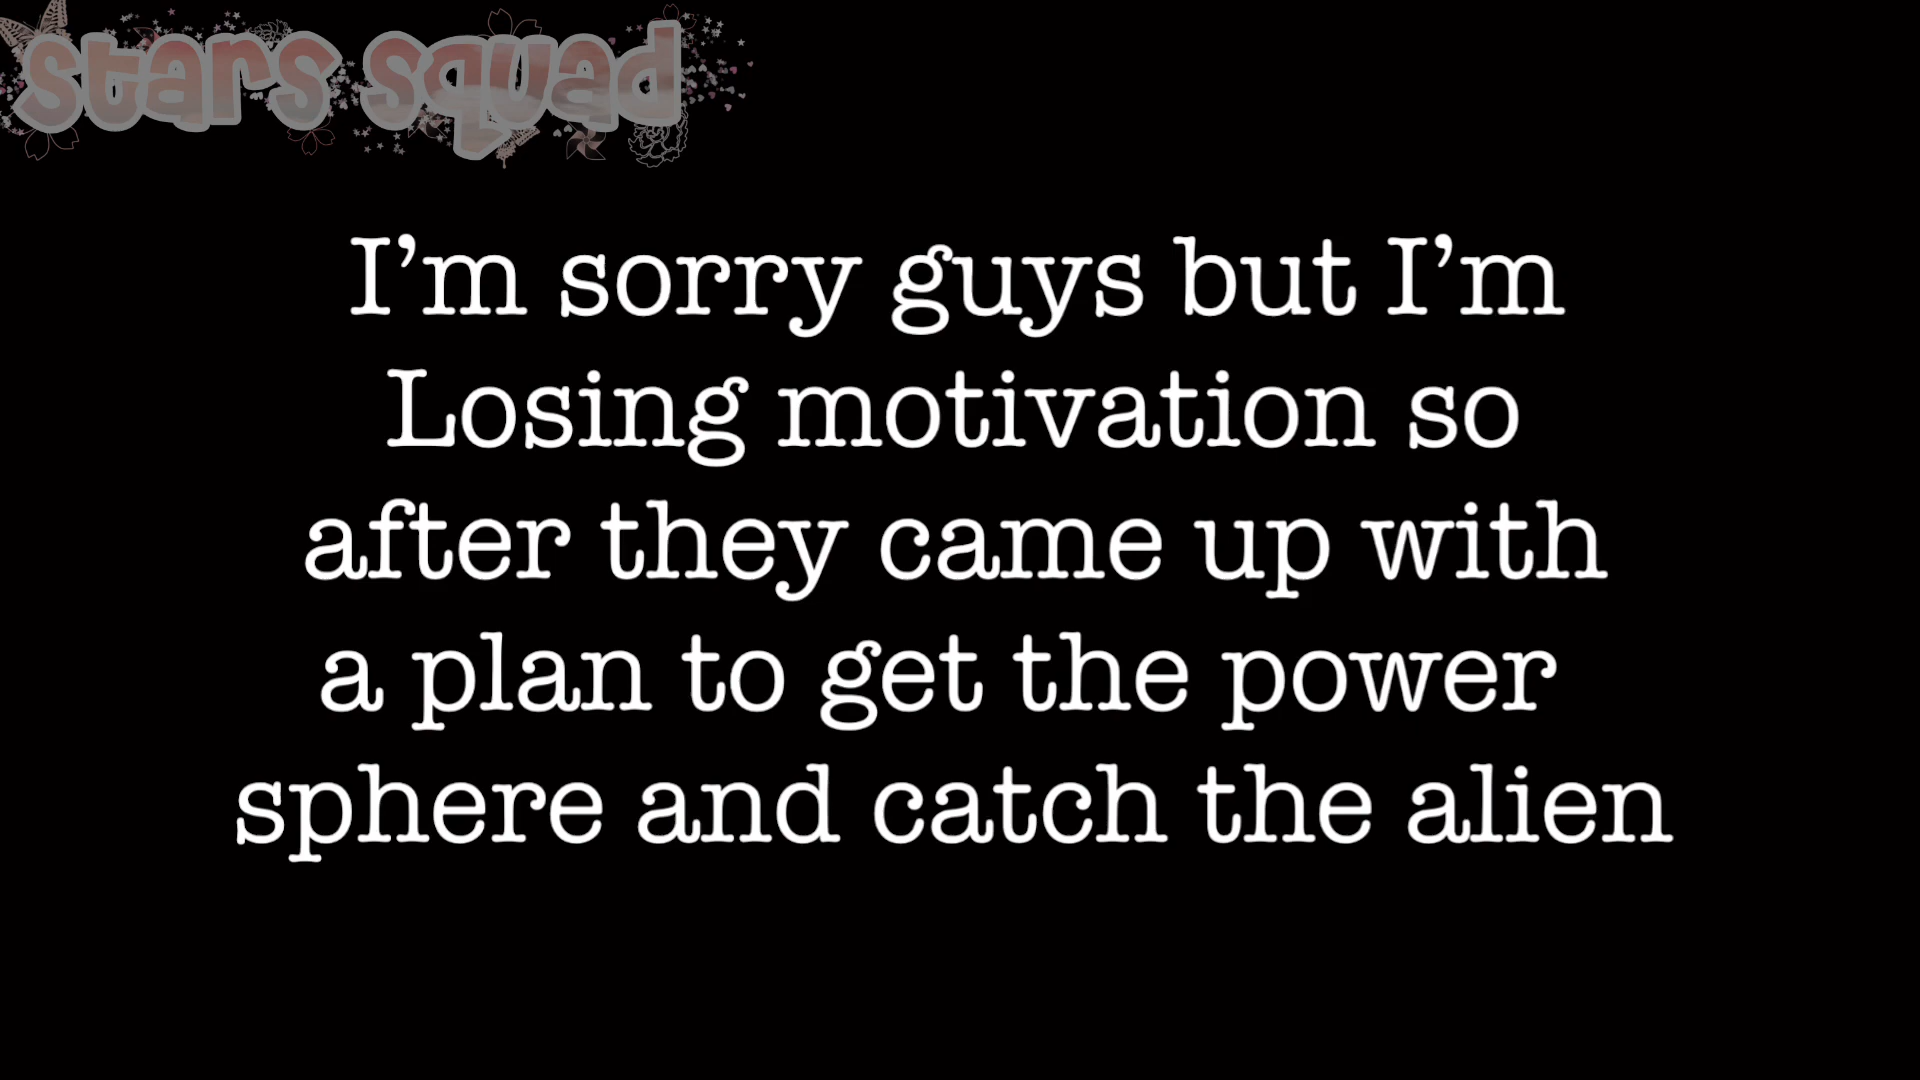 stars squad
I'm sorry guys but I'm
Losing motivation so
after they came up with
a plan to get the power
sphere and catch the alien